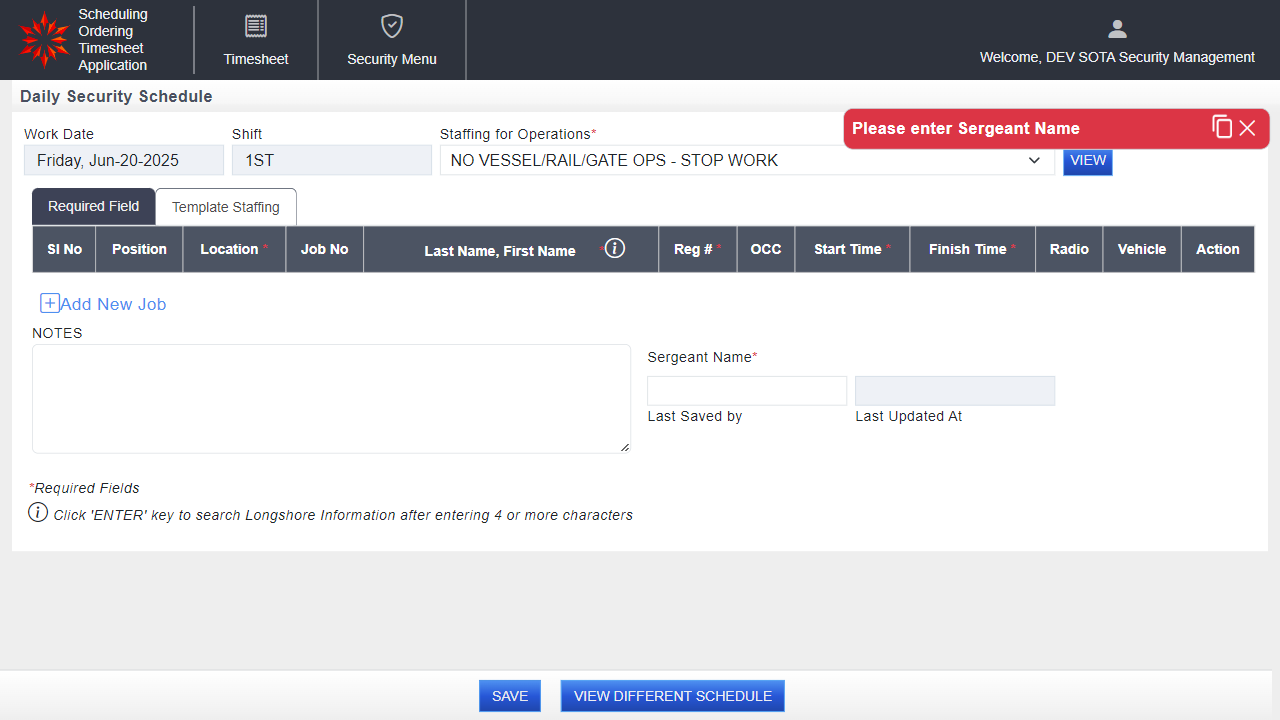 Scheduling
Ordering
Timesheet
Application
Timesheet
Security Menu
Welcome, DEV SOTA Security Management
Daily Security Schedule
Please enter Sergeant Name
Work Date
Shift
Staffing for Operations*
Friday, Jun-20-2025
1ST
NO VESSEL/RAIL/GATE OPS - STOP WORK
VIEW
Required Field
Template Staffing
Sl No
Position
Location *
Job No
Last Name, First Name *
Reg # *
OCC
Start Time *
Finish Time *
Radio
Vehicle
Action
Add New Job
NOTES
Sergeant Name*
Last Saved by
Last Updated At
*Required Fields
Click 'ENTER' key to search Longshore Information after entering 4 or more characters
SAVE
VIEW DIFFERENT SCHEDULE